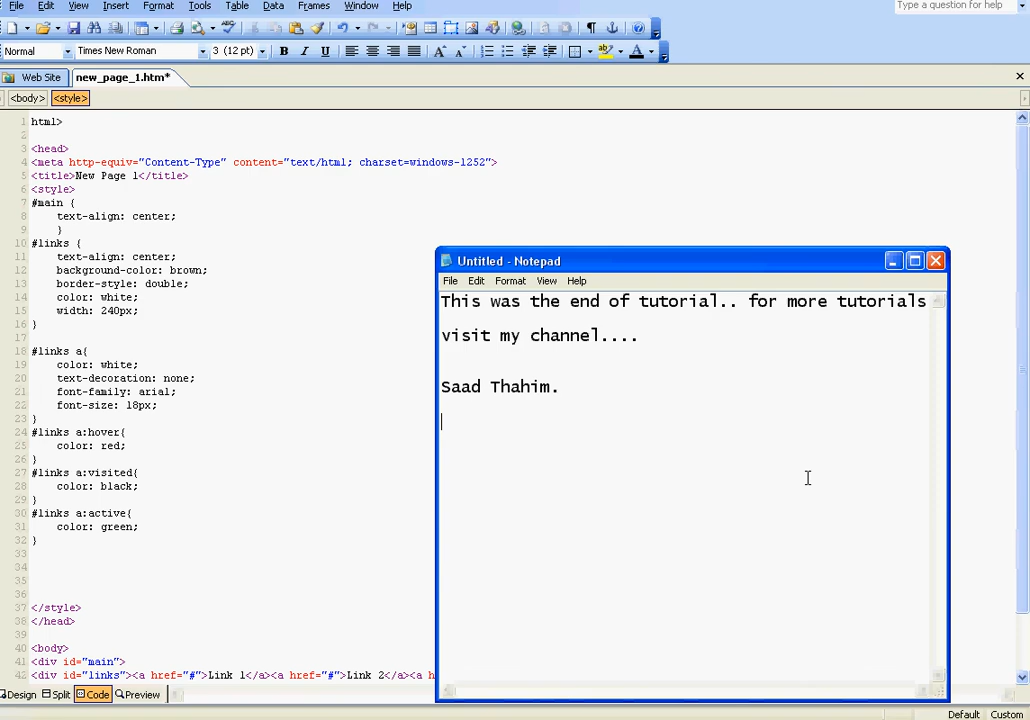 File Edit View Insert Format Tools Table Data Frames Window Help
Type a question for help
Normal Times New Roman 3 (12 pt) B I U A A ab A
Web Site new_page_1.htm*
<body> <style>
1 html>
2
3 <head>
4 <meta http-equiv="Content-Type" content="text/html; charset=windows-1252">
5 <title>New Page 1</title>
6 <style>
7 #main {
8 text-align: center;
9 }
10 #links {
11 text-align: center;
12 background-color: brown;
13 border-style: double;
14 color: white;
15 width: 240px;
16 }
17
18 #links a{
19 color: white;
20 text-decoration: none;
21 font-family: arial;
22 font-size: 18px;
23 }
24 #links a:hover{
25 color: red;
26 }
27 #links a:visited{
28 color: black;
29 }
30 #links a:active{
31 color: green;
32 }
33
34
35
36
37 </style>
38 </head>
39
40 <body>
41 <div id="main">
42 <div id="links"><a href="#">Link 1</a><a href="#">Link 2</a><a h
Untitled - Notepad
File Edit Format View Help
This was the end of tutorial.. for more tutorials
visit my channel....
Saad Thahim.
Design Split Code Preview
Default Custom